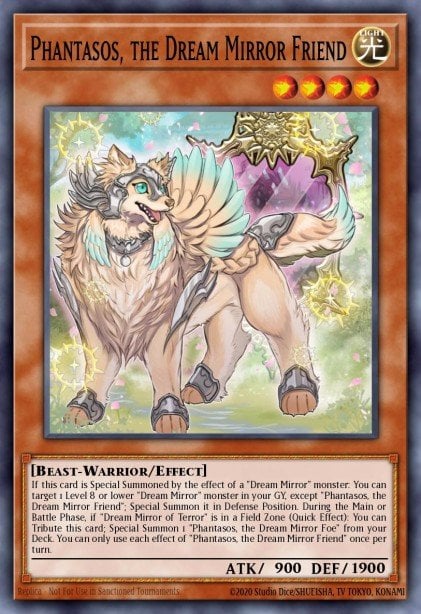 Phantasos, the Dream Mirror Friend
LIGHT
光
[Beast-Warrior/Effect]
If this card is Special Summoned by the effect of a "Dream Mirror" monster: You can
target 1 Level 8 or lower "Dream Mirror" monster in your GY, except "Phantasos, the
Dream Mirror Friend"; Special Summon it in Defense Position. During the Main or
Battle Phase, if "Dream Mirror of Terror" is in a Field Zone (Quick Effect): You can
Tribute this card; Special Summon 1 "Phantasos, the Dream Mirror Foe" from your
Deck. You can only use each effect of "Phantasos, the Dream Mirror Friend" once per
turn.
ATK/ 900 DEF/1900
Replica - Not For Use in Sanctioned Tournaments
©2020 Studio Dice/SHUEISHA, TV TOKYO, KONAMI